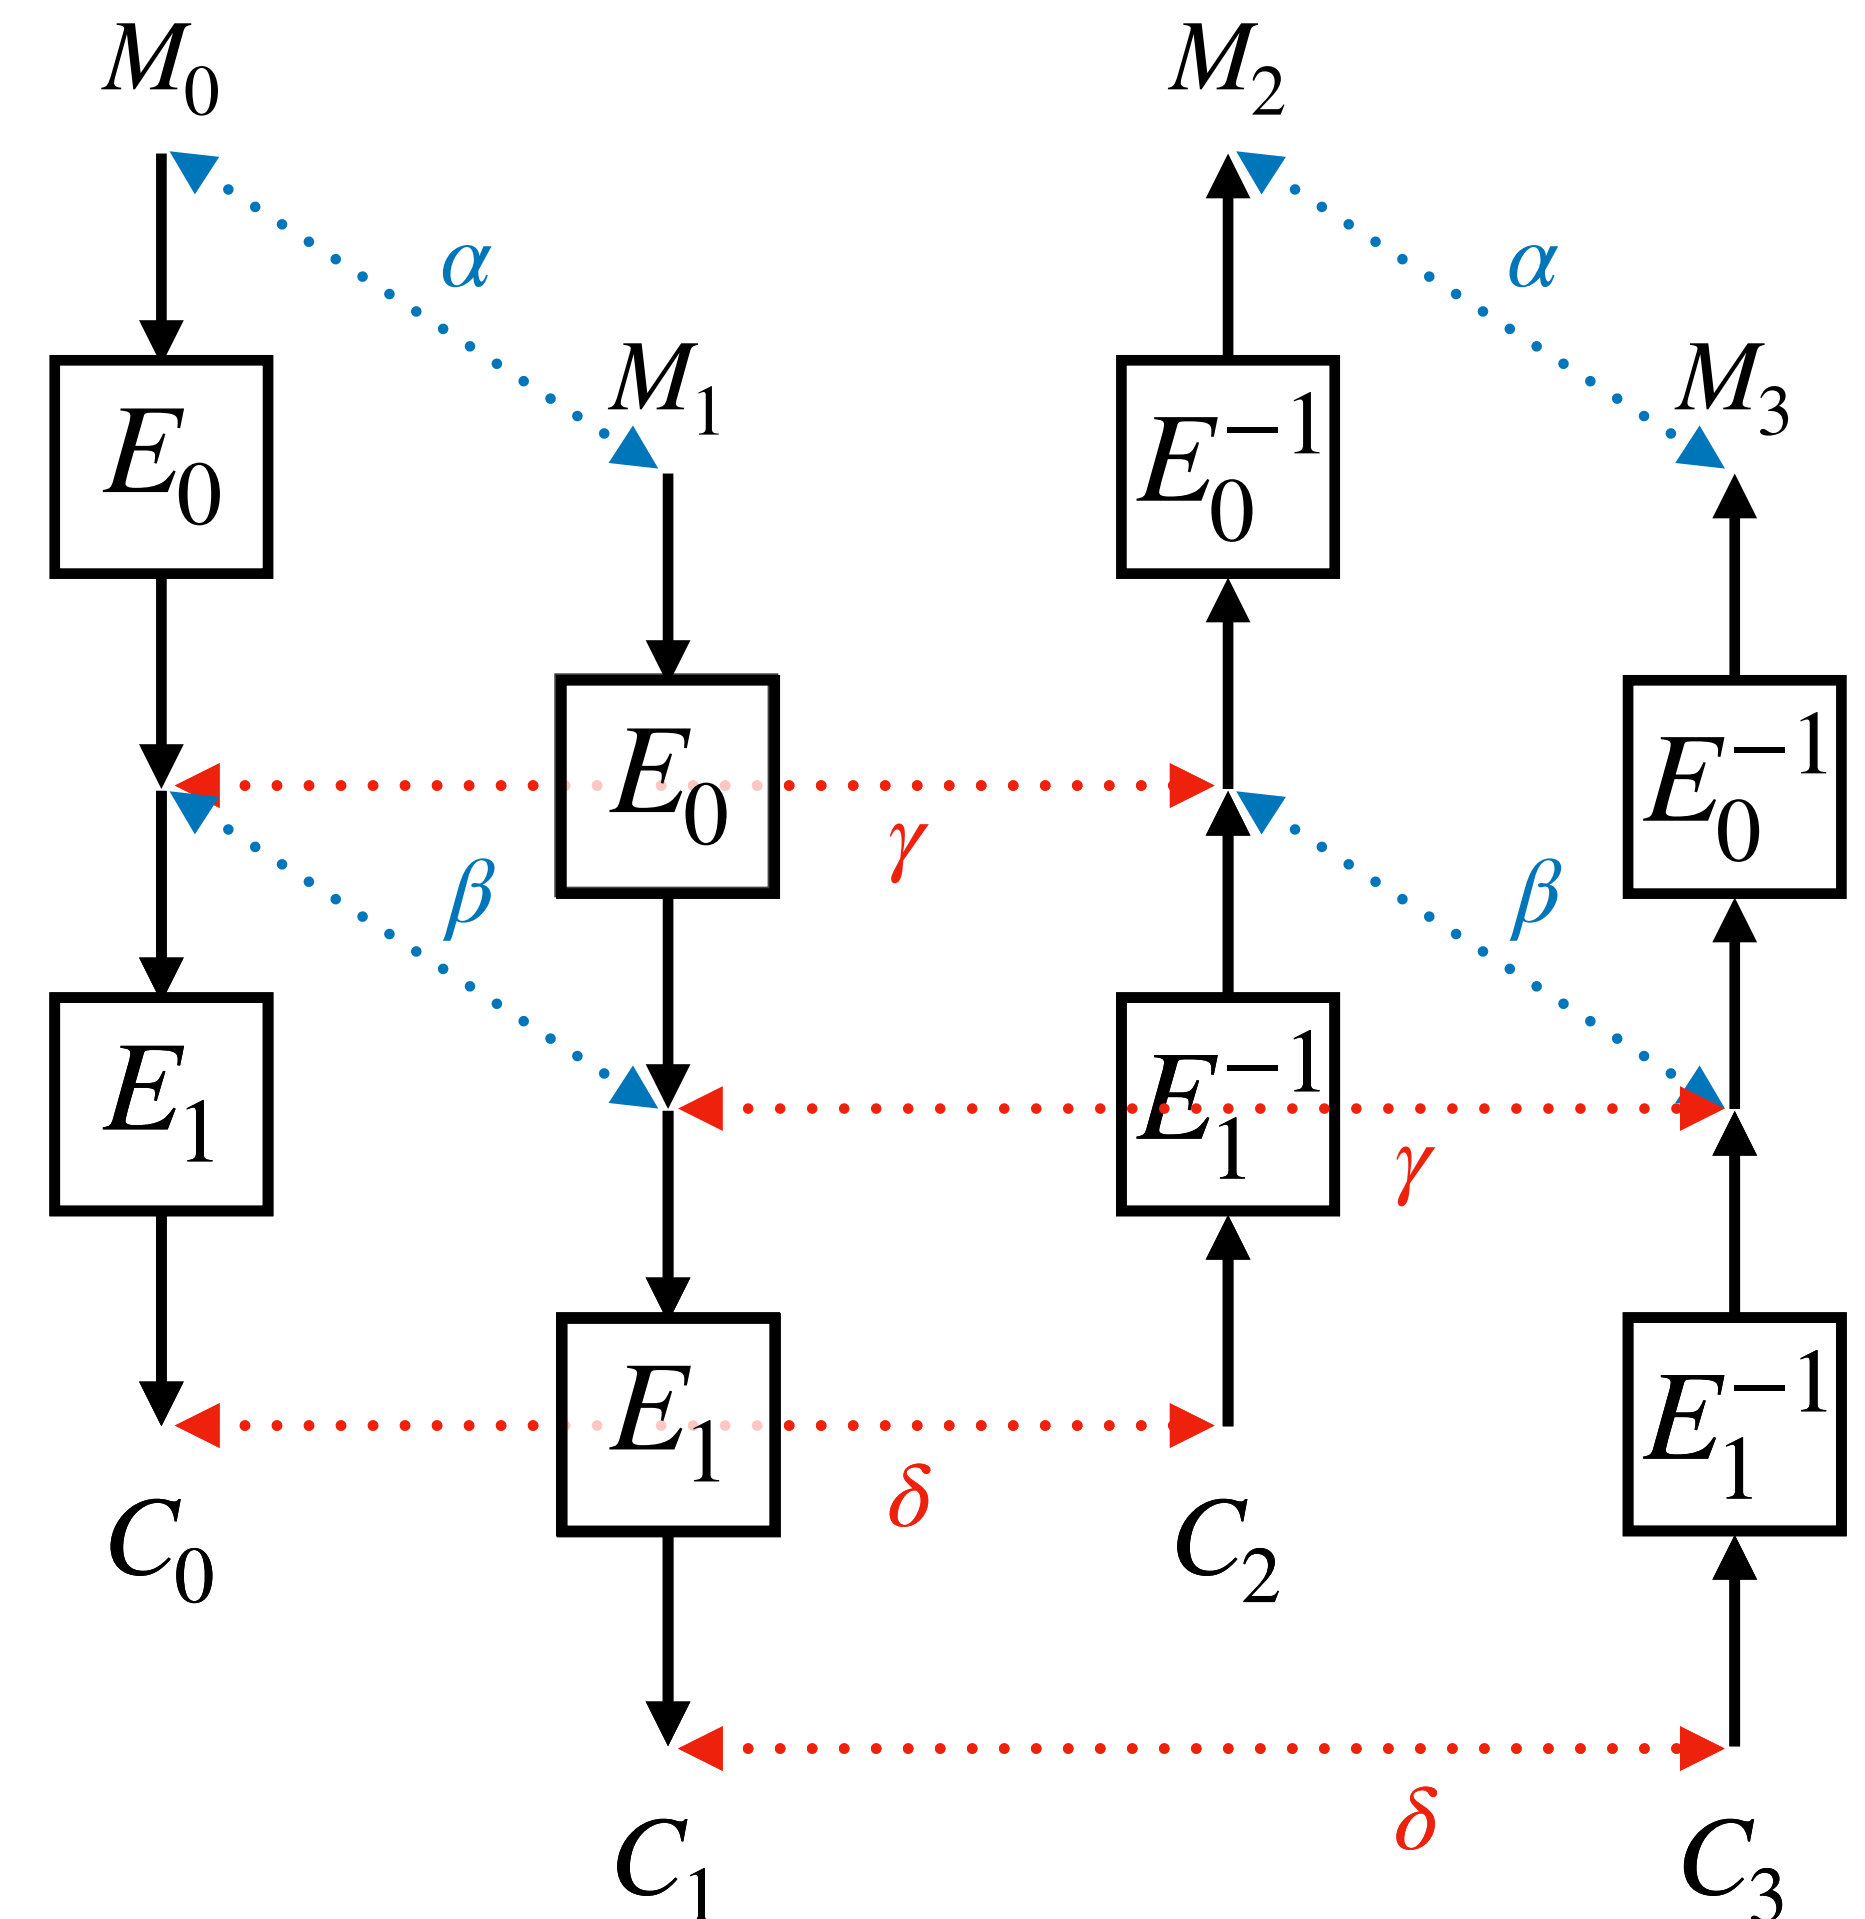 M₀ M₂
α α
M₁ M₃
E₀ E₀⁻¹
E₀ E₀⁻¹
γ
β β
E₁ E₁⁻¹
γ
E₁ E₁⁻¹
δ
C₀ C₂
δ
C₁ C₃